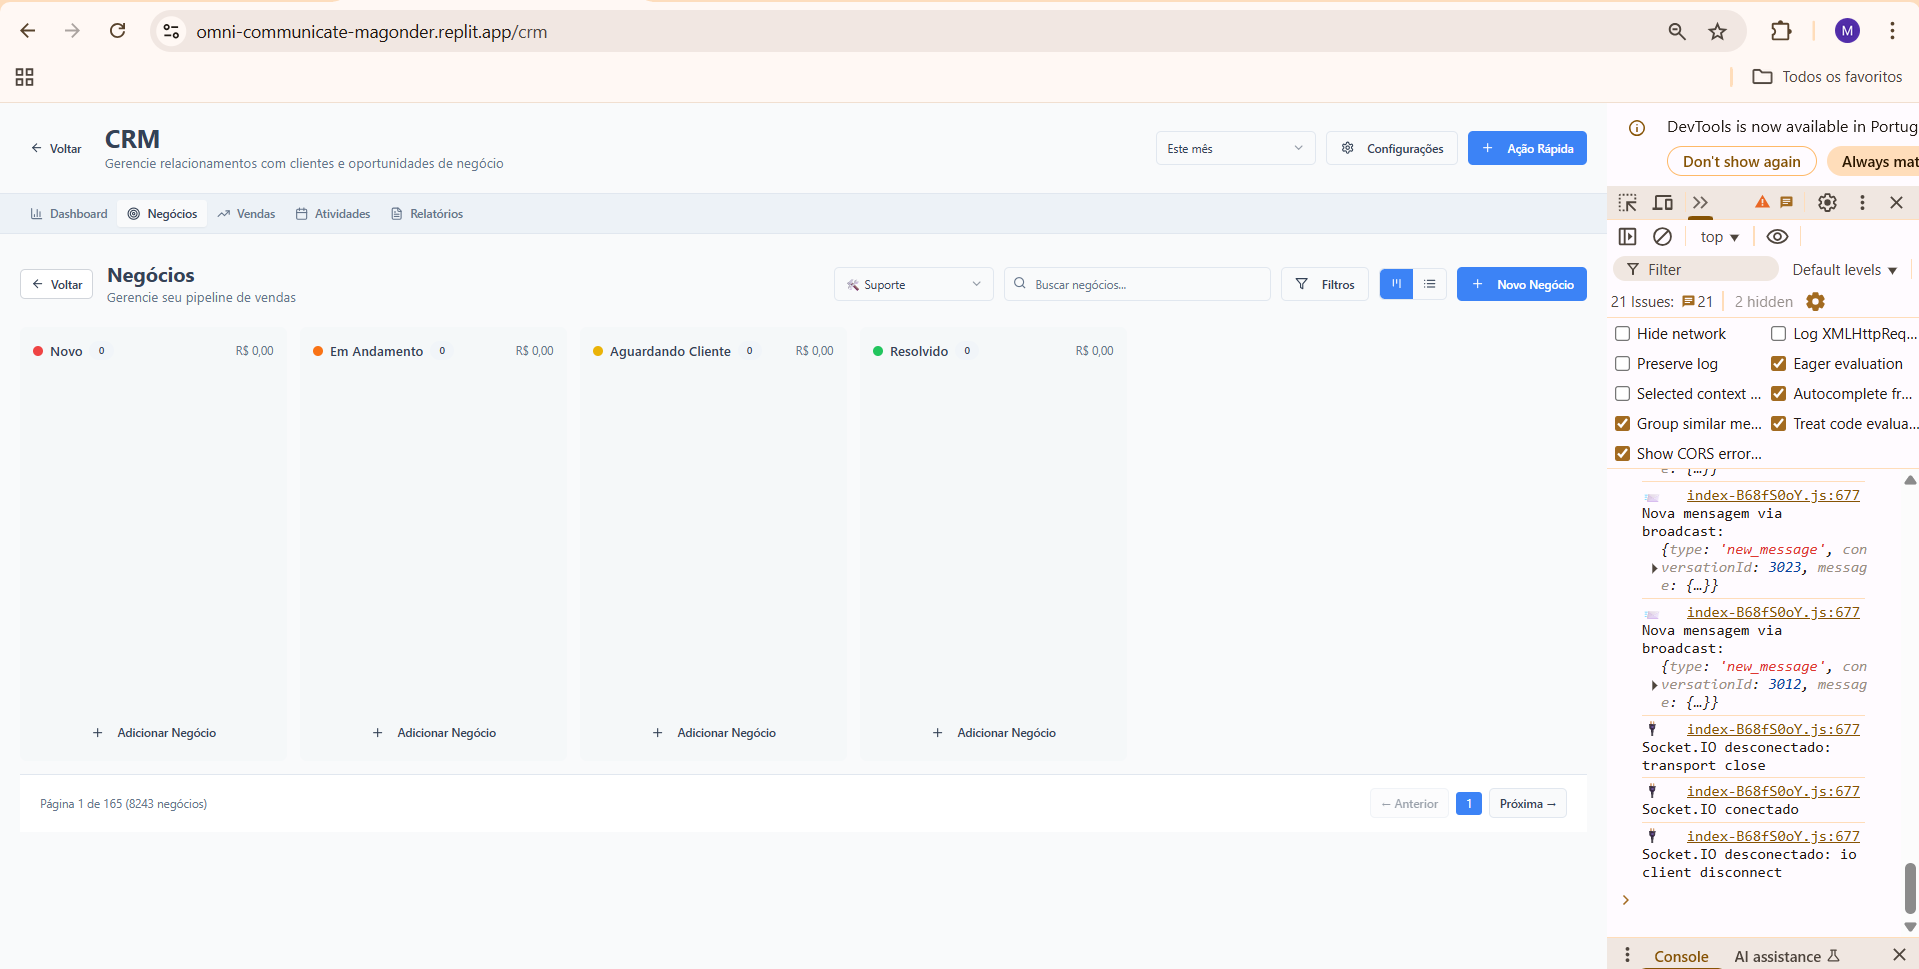 omni-communicate-magonder.replit.app/crm
M
Todos os favoritos
Voltar
CRM
Gerencie relacionamentos com clientes e oportunidades de negócio
Este mês
Configurações
+ Ação Rápida
Dashboard
Negócios
Vendas
Atividades
Relatórios
Voltar
Negócios
Gerencie seu pipeline de vendas
Suporte
Buscar negócios...
Filtros
+ Novo Negócio
Novo 0 R$ 0,00
Em Andamento 0 R$ 0,00
Aguardando Cliente 0 R$ 0,00
Resolvido 0 R$ 0,00
+ Adicionar Negócio
+ Adicionar Negócio
+ Adicionar Negócio
+ Adicionar Negócio
Página 1 de 165 (8243 negócios)
← Anterior
1
Próxima →
DevTools is now available in Portug
Don't show again
Always mat
top
Filter
Default levels
21 Issues: 21
2 hidden
Hide network
Log XMLHttpReq...
Preserve log
Eager evaluation
Selected context ...
Autocomplete fr...
Group similar me...
Treat code evalua...
Show CORS error...
e: {…}}
index-B68fS0oY.js:677
Nova mensagem via
broadcast:
{type: 'new_message', con
versationId: 3023, messag
e: {…}}
index-B68fS0oY.js:677
Nova mensagem via
broadcast:
{type: 'new_message', con
versationId: 3012, messag
e: {…}}
index-B68fS0oY.js:677
Socket.IO desconectado:
transport close
index-B68fS0oY.js:677
Socket.IO conectado
index-B68fS0oY.js:677
Socket.IO desconectado: io
client disconnect
Console
AI assistance